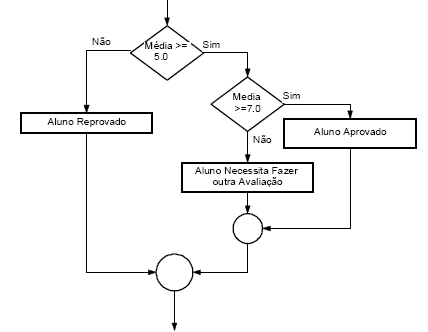 Não
Média >=
5.0
Sim
Media
>=7.0
Sim
Aluno Reprovado
Aluno Aprovado
Não
Aluno Necessita Fazer
outra Avaliação